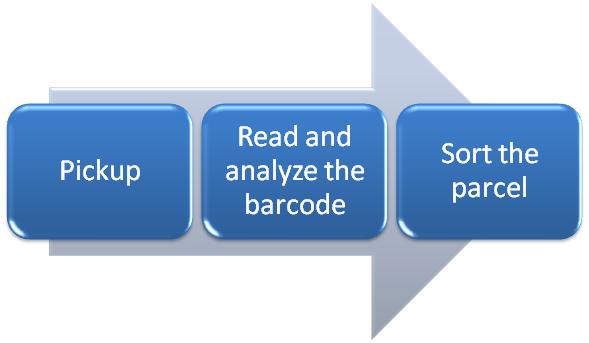 Pickup
Read and
analyze the
barcode
Sort the
parcel